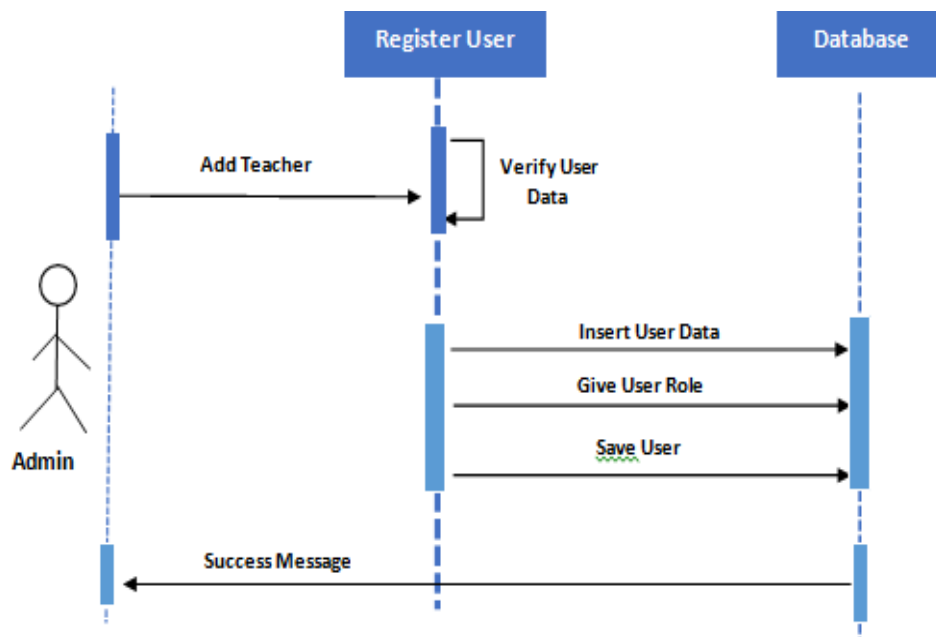 Register User
Database
Add Teacher
Verify User
Data
Insert User Data
Give User Role
Save User
Admin
Success Message